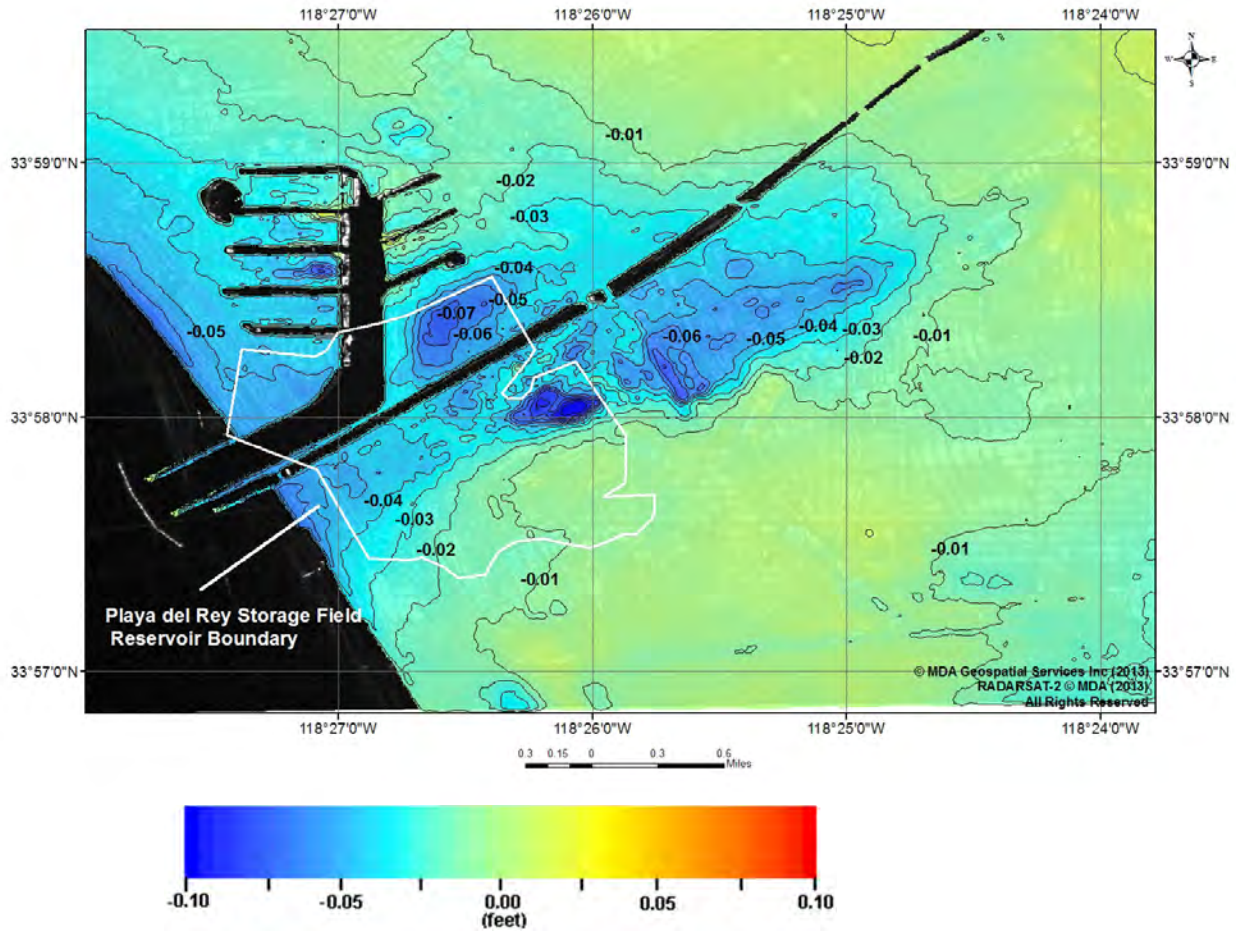 118°27'0"W 118°26'0"W 118°25'0"W 118°24'0"W
N
W E
S
-0.01
33°59'0"N 33°59'0"N
-0.02
-0.03
-0.04
-0.05
-0.07
-0.05 -0.06 -0.06 -0.05 -0.04 -0.03 -0.01
-0.02
33°58'0"N 33°58'0"N
-0.04
-0.03
-0.02 -0.01
-0.01
Playa del Rey Storage Field
Reservoir Boundary
33°57'0"N 33°57'0"N
© MDA Geospatial Services Inc (2013)
RADARSAT-2 © MDA (2013)
All Rights Reserved
118°27'0"W 118°26'0"W 118°25'0"W 118°24'0"W
0.3 0.15 0 0.3 0.6
Miles
-0.10 -0.05 0.00 0.05 0.10
(feet)